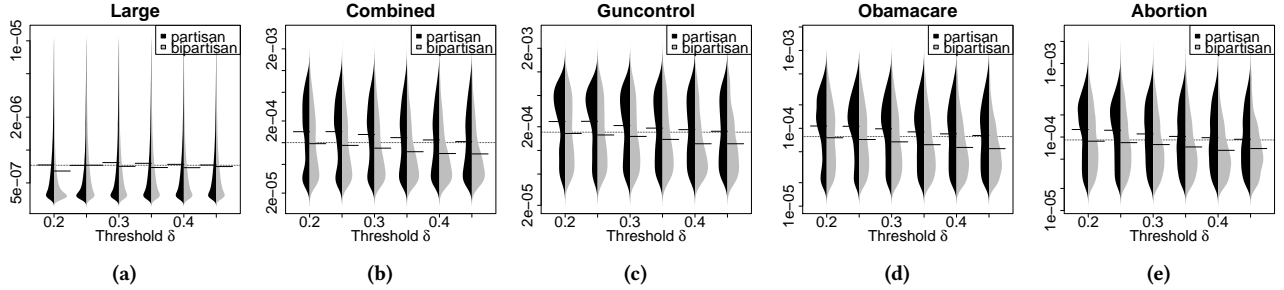 Large
partisan
bipartisan
1e-05
2e-06
5e-07
0.2
0.3
0.4
Threshold δ
(a)
Combined
partisan
bipartisan
2e-03
2e-04
2e-05
0.2
0.3
0.4
Threshold δ
(b)
Guncontrol
partisan
bipartisan
2e-03
2e-04
2e-05
0.2
0.3
0.4
Threshold δ
(c)
Obamacare
partisan
bipartisan
1e-03
1e-04
1e-05
0.2
0.3
0.4
Threshold δ
(d)
Abortion
partisan
bipartisan
1e-03
1e-04
1e-05
0.2
0.3
0.4
Threshold δ
(e)